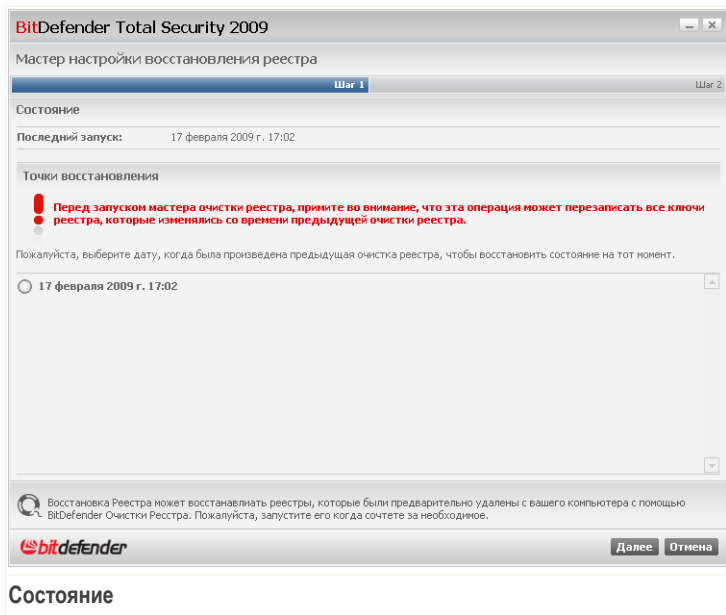 BitDefender Total Security 2009
Мастер настройки восстановления реестра
Шаг 1
Шаг 2
Состояние
Последний запуск: 17 февраля 2009 г. 17:02
Точки восстановления
Перед запуском мастера очистки реестра, примите во внимание, что эта операция может перезаписать все ключи
реестра, которые изменялись со времени предыдущей очистки реестра.
Пожалуйста, выберите дату, когда была произведена предыдущая очистка реестра, чтобы восстановить состояние на тот момент.
17 февраля 2009 г. 17:02
Восстановка Реестра может восстанавлиать реестры, которые были предварительно удалены с вашего компьютера с помощью
BitDefender Очистки Ресстра. Пожалуйста, запустите его когда сочтете за необходимое.
bitdefender
Далее
Отмена
Состояние